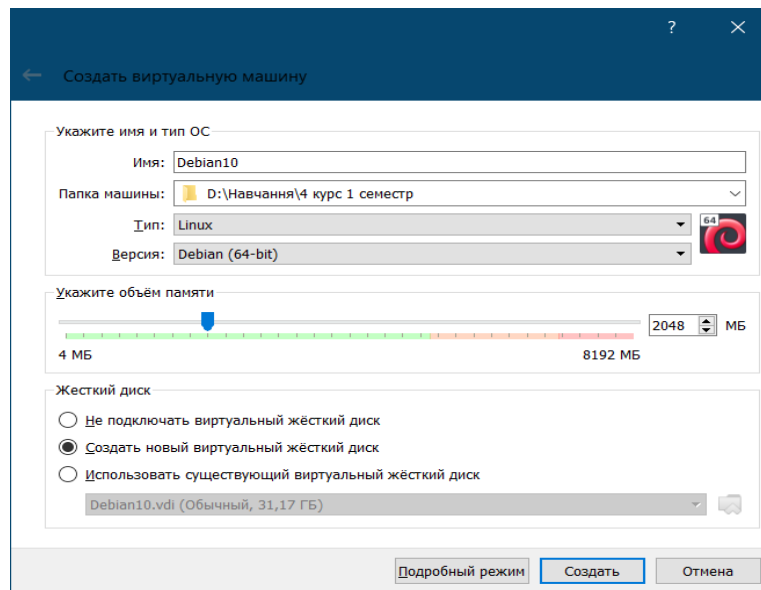 ?
Создать виртуальную машину
Укажите имя и тип ОС
Имя: Debian10
Папка машины: D:\Навчання\4 курс 1 семестр
Тип: Linux
64
Версия: Debian (64-bit)
Укажите объём памяти
2048 МБ
4 МБ 8192 МБ
Жесткий диск
Не подключать виртуальный жёсткий диск
Создать новый виртуальный жёсткий диск
Использовать существующий виртуальный жёсткий диск
Debian10.vdi (Обычный, 31,17 ГБ)
Подробный режим Создать Отмена